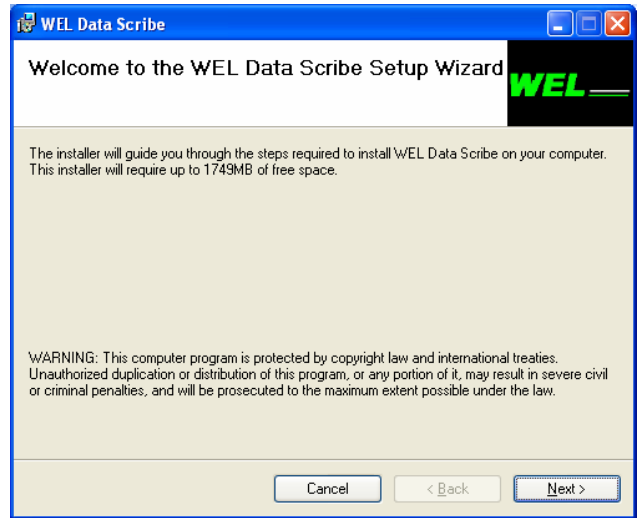 WEL Data Scribe
Welcome to the WEL Data Scribe Setup Wizard
WEL
The installer will guide you through the steps required to install WEL Data Scribe on your computer.
This installer will require up to 1749MB of free space.
WARNING: This computer program is protected by copyright law and international treaties.
Unauthorized duplication or distribution of this program, or any portion of it, may result in severe civil
or criminal penalties, and will be prosecuted to the maximum extent possible under the law.
Cancel
< Back
Next >